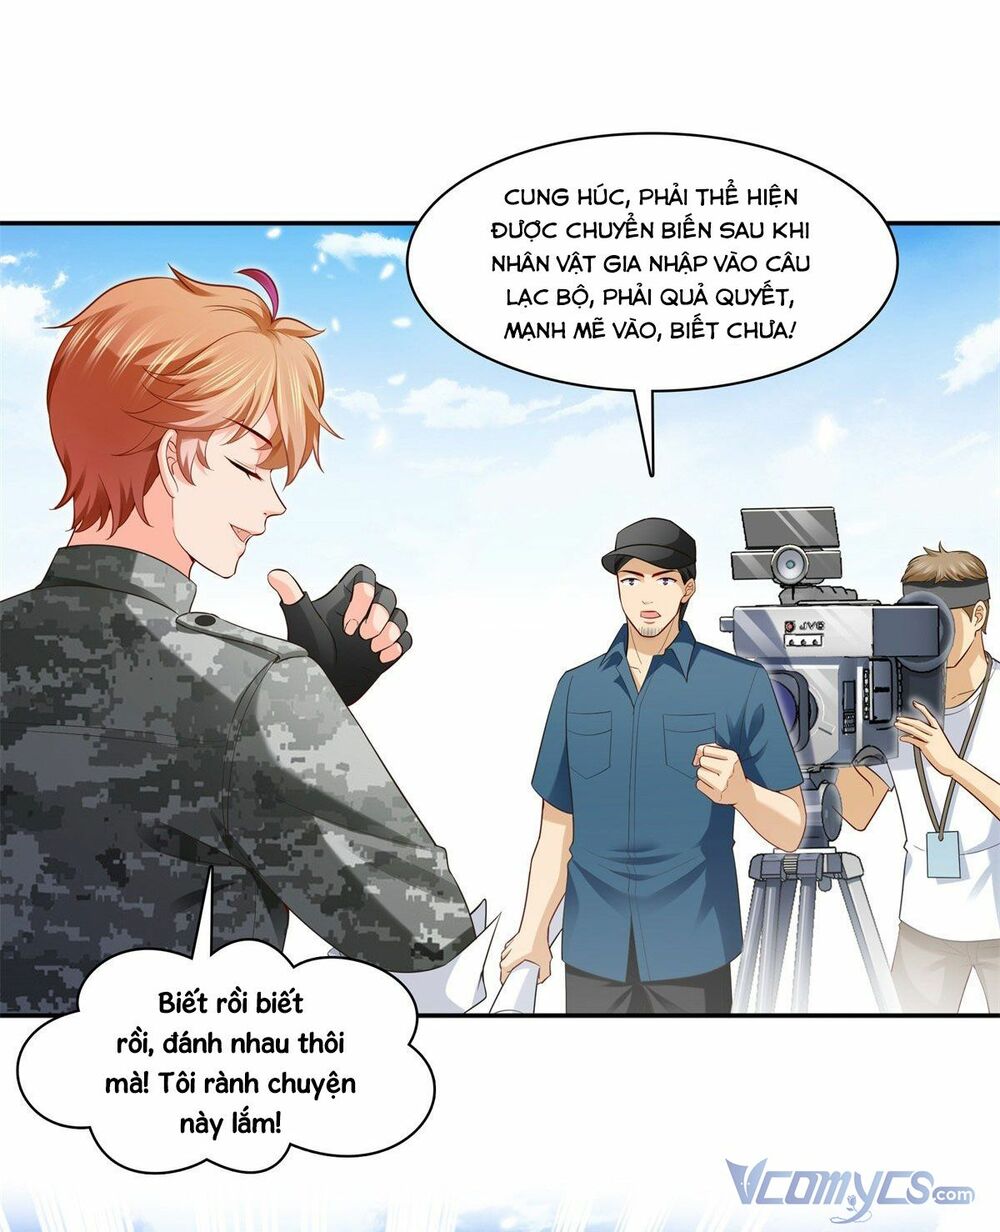 CUNG HÚC, PHẢI THỂ HIỆN
ĐƯỢC CHUYỂN BIẾN SAU KHI
NHÂN VẬT GIA NHẬP VÀO CÂU
LẠC BỘ, PHẢI QUẢ QUYẾT,
MẠNH MẼ VÀO, BIẾT CHƯA!
JVC
Biết rồi biết
rồi, đánh nhau thôi
mà! Tôi rành chuyện
này lắm!
VCOMYCS.COM